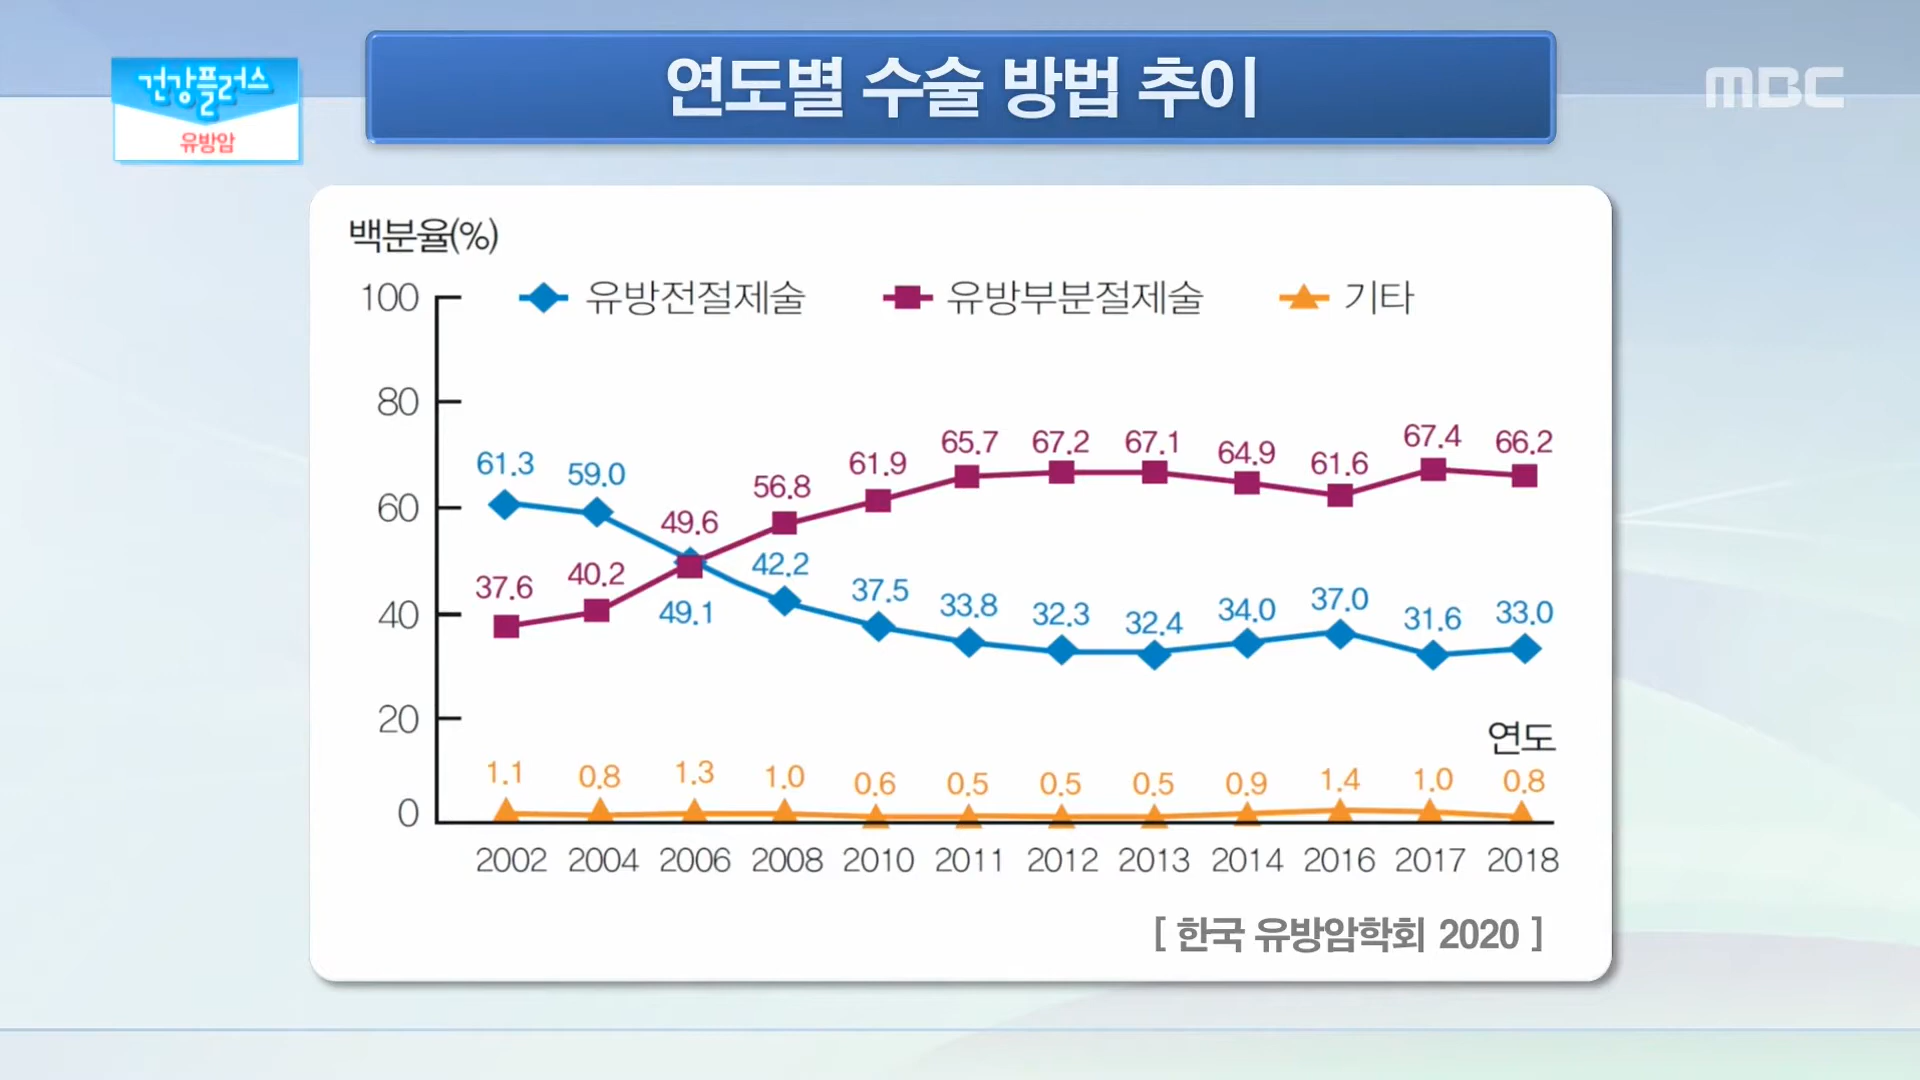 연도별 수술 방법 추이
건강플러스
유방암
MBC
백분율(%)
유방전절제술 유방부분절제술 기타
100
80
60
40
20
0
61.3 59.0 49.1 42.2 37.5 33.8 32.3 32.4 34.0 37.0 31.6 33.0
37.6 40.2 49.6 56.8 61.9 65.7 67.2 67.1 64.9 61.6 67.4 66.2
1.1 0.8 1.3 1.0 0.6 0.5 0.5 0.5 0.9 1.4 1.0 0.8
연도
2002 2004 2006 2008 2010 2011 2012 2013 2014 2016 2017 2018
[ 한국 유방암학회 2020 ]